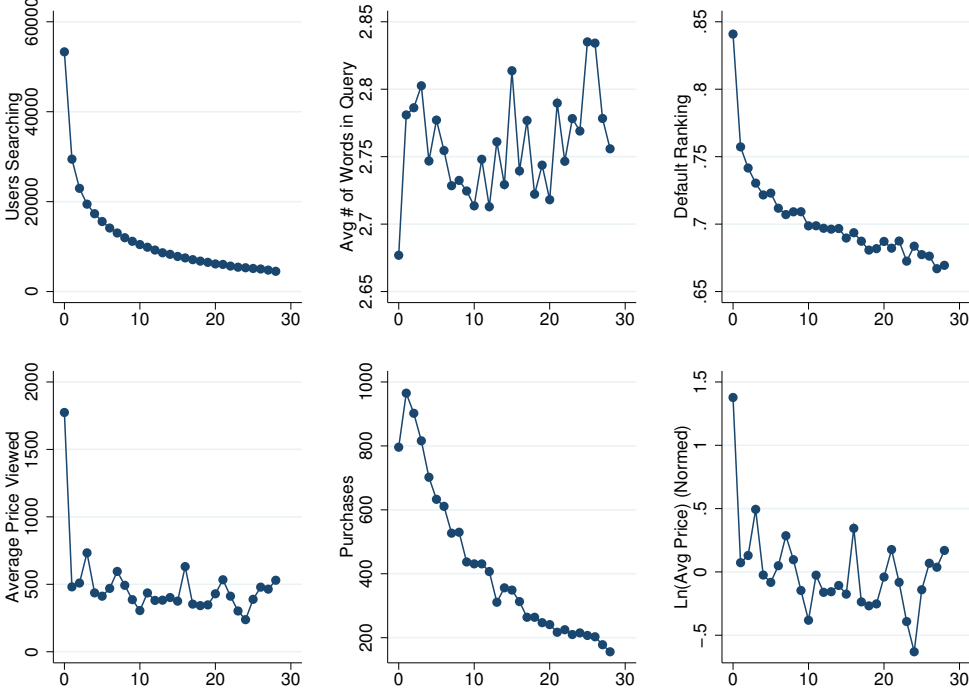 Users Searching
0 20000 40000 60000
0 10 20 30
Avg # of Words in Query
2.65 2.7 2.75 2.8 2.85
0 10 20 30
Default Ranking
.65 .7 .75 .8 .85
0 10 20 30
Average Price Viewed
0 500 1000 1500 2000
0 10 20 30
Purchases
200 400 600 800 1000
0 10 20 30
Ln(Avg Price) (Normed)
-.5 0 .5 1 1.5
0 10 20 30